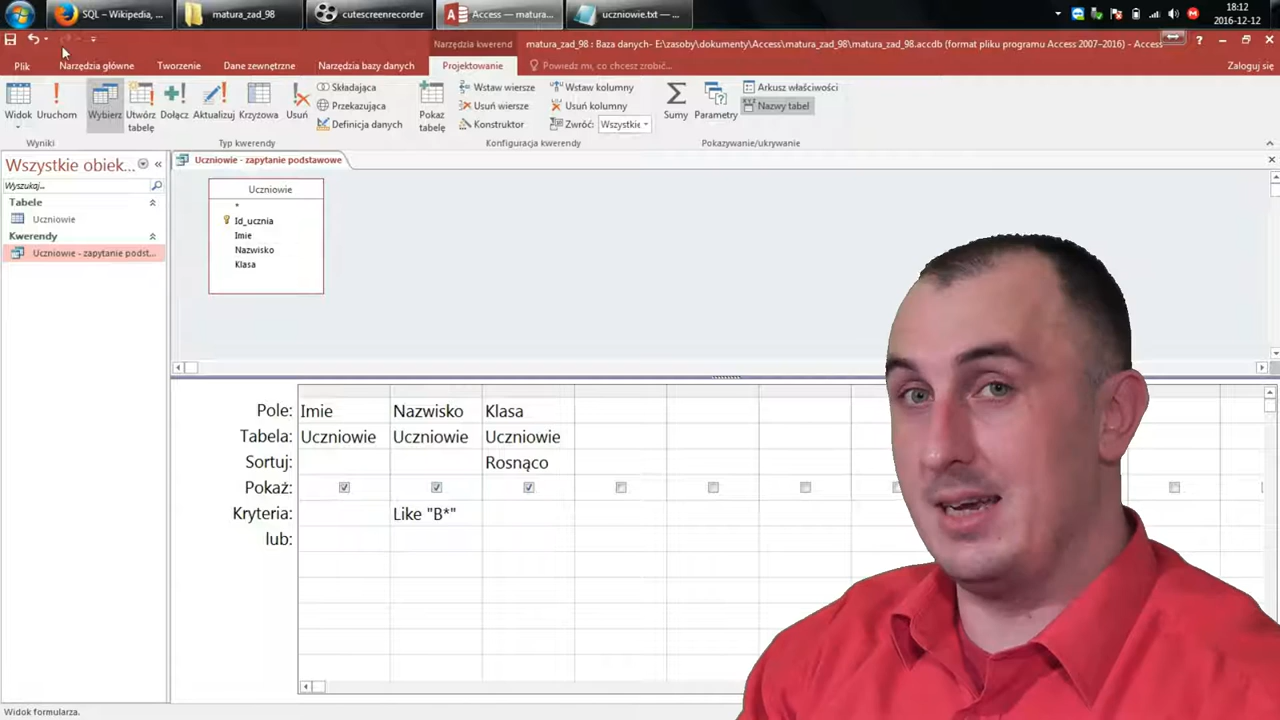 SQL – Wikipedia, ...
matura_zad_98
cutescreenrecorder
Access — matura...
uczniowie.txt — ...
18:12
2016-12-12
Narzędzia kwerend
matura_zad_98 : Baza danych- E:\zasoby\dokumenty\Access\matura_zad_98\matura_zad_98.accdb (format pliku programu Access 2007–2016) - Access
Plik
Narzędzia główne
Tworzenie
Dane zewnętrzne
Narzędzia bazy danych
Projektowanie
Powiedz mi, co chcesz zrobić...
Zaloguj się
Widok
Uruchom
Wybierz
Utwórz tabelę
Dołącz
Aktualizuj
Krzyżowa
Usuń
Składająca
Przekazująca
Definicja danych
Pokaż tabelę
Wstaw wiersze
Usuń wiersze
Konstruktor
Wstaw kolumny
Usuń kolumny
Zwróć: Wszystkie
Sumy
Parametry
Arkusz właściwości
Nazwy tabel
Wyniki
Typ kwerendy
Konfiguracja kwerendy
Pokazywanie/ukrywanie
Wszystkie obiek...
Wyszukaj...
Tabele
Uczniowie
Kwerendy
Uczniowie - zapytanie podst...
Uczniowie - zapytanie podstawowe
Uczniowie
*
Id_ucznia
Imie
Nazwisko
Klasa
Pole: Imie Nazwisko Klasa
Tabela: Uczniowie Uczniowie Uczniowie
Sortuj: Rosnąco
Pokaż:
Kryteria: Like "B*"
lub:
Widok formularza.